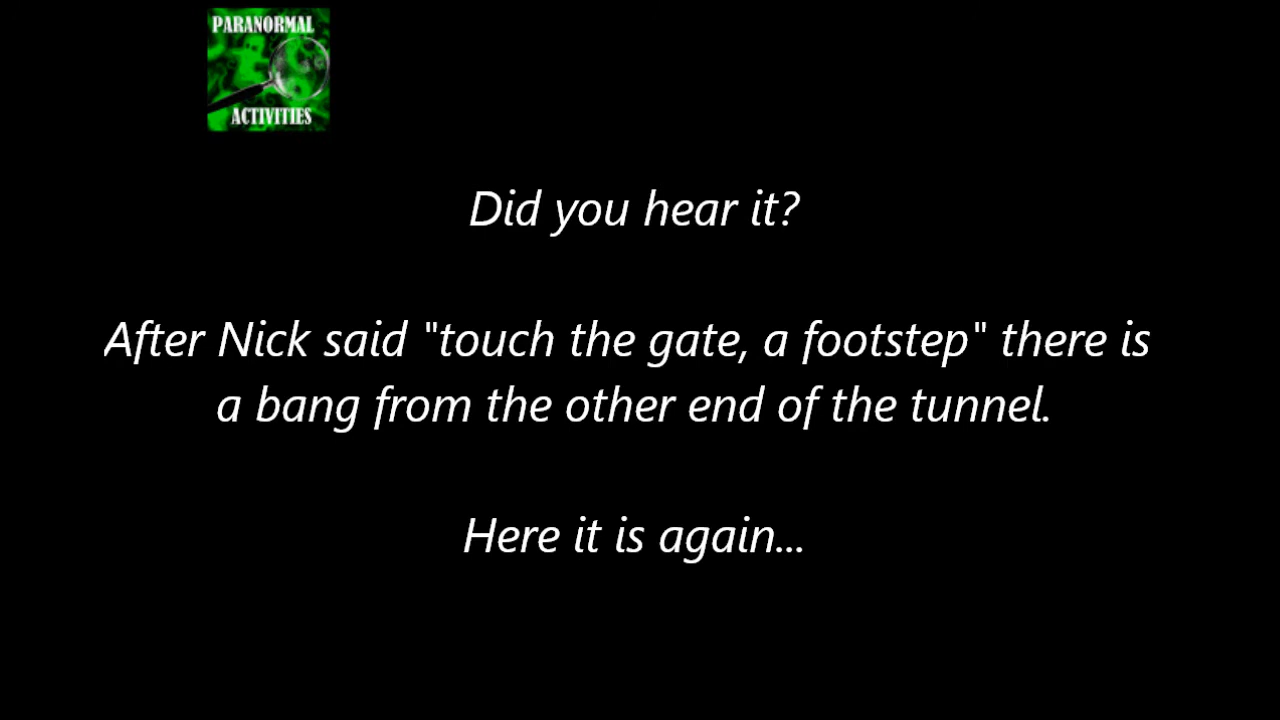 PARANORMAL
ACTIVITIES
Did you hear it?
After Nick said "touch the gate, a footstep" there is
a bang from the other end of the tunnel.
Here it is again...